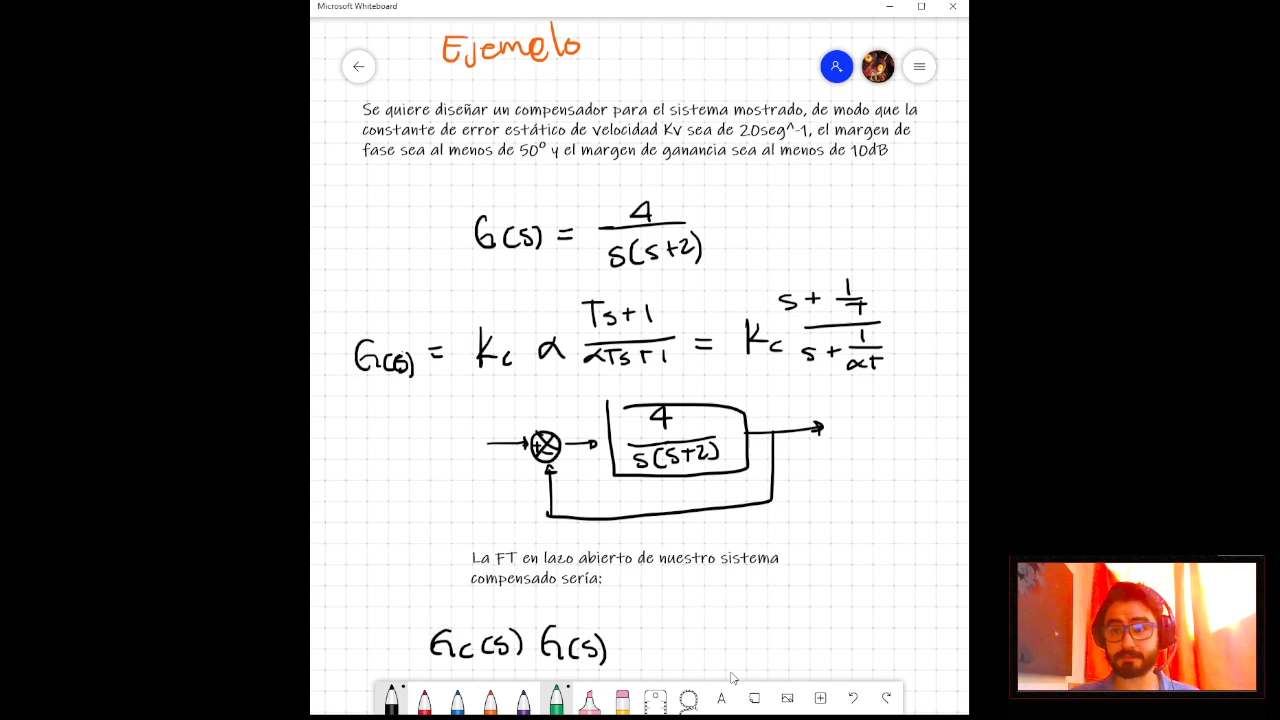 Microsoft Whiteboard
Ejemplo
Se quiere diseñar un compensador para el sistema mostrado, de modo que la
constante de error estático de velocidad Kv sea de 20seg^-1, el margen de
fase sea al menos de 50° y el margen de ganancia sea al menos de 10dB
G(s) = 4 / s(s+2)
G(s) = Kc α (Ts+1) / (αTs+1) = Kc (s + 1/T) / (s + 1/αT)
+ -
4 / s(s+2)
La FT en lazo abierto de nuestro sistema
compensado sería:
Gc(s) G(s)
A